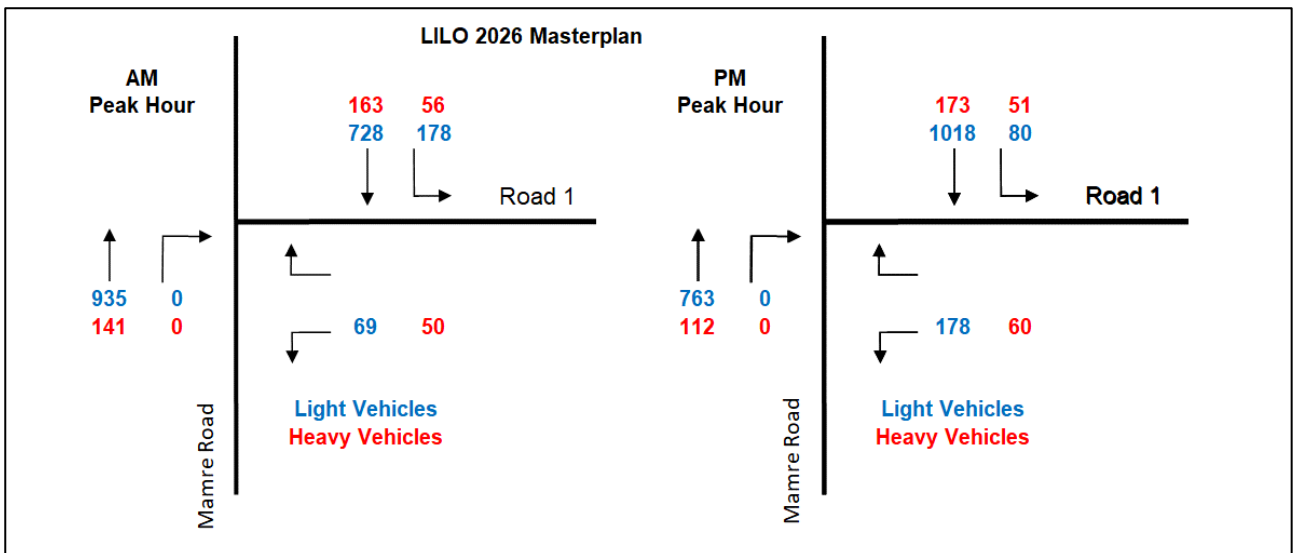 LILO 2026 Masterplan
AM
Peak Hour
163 56
728 178
Road 1
935 0
141 0
69 50
Light Vehicles
Heavy Vehicles
Mamre Road
PM
Peak Hour
173 51
1018 80
Road 1
763 0
112 0
178 60
Light Vehicles
Heavy Vehicles
Mamre Road